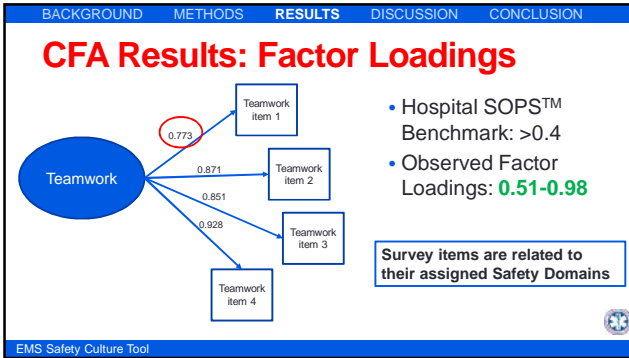 BACKGROUND METHODS RESULTS DISCUSSION CONCLUSION
CFA Results: Factor Loadings
Teamwork
0.773
0.871
0.851
0.928
Teamwork
item 1
Teamwork
item 2
Teamwork
item 3
Teamwork
item 4
• Hospital SOPS™
Benchmark: >0.4
• Observed Factor
Loadings: 0.51-0.98
Survey items are related to
their assigned Safety Domains
EMS Safety Culture Tool